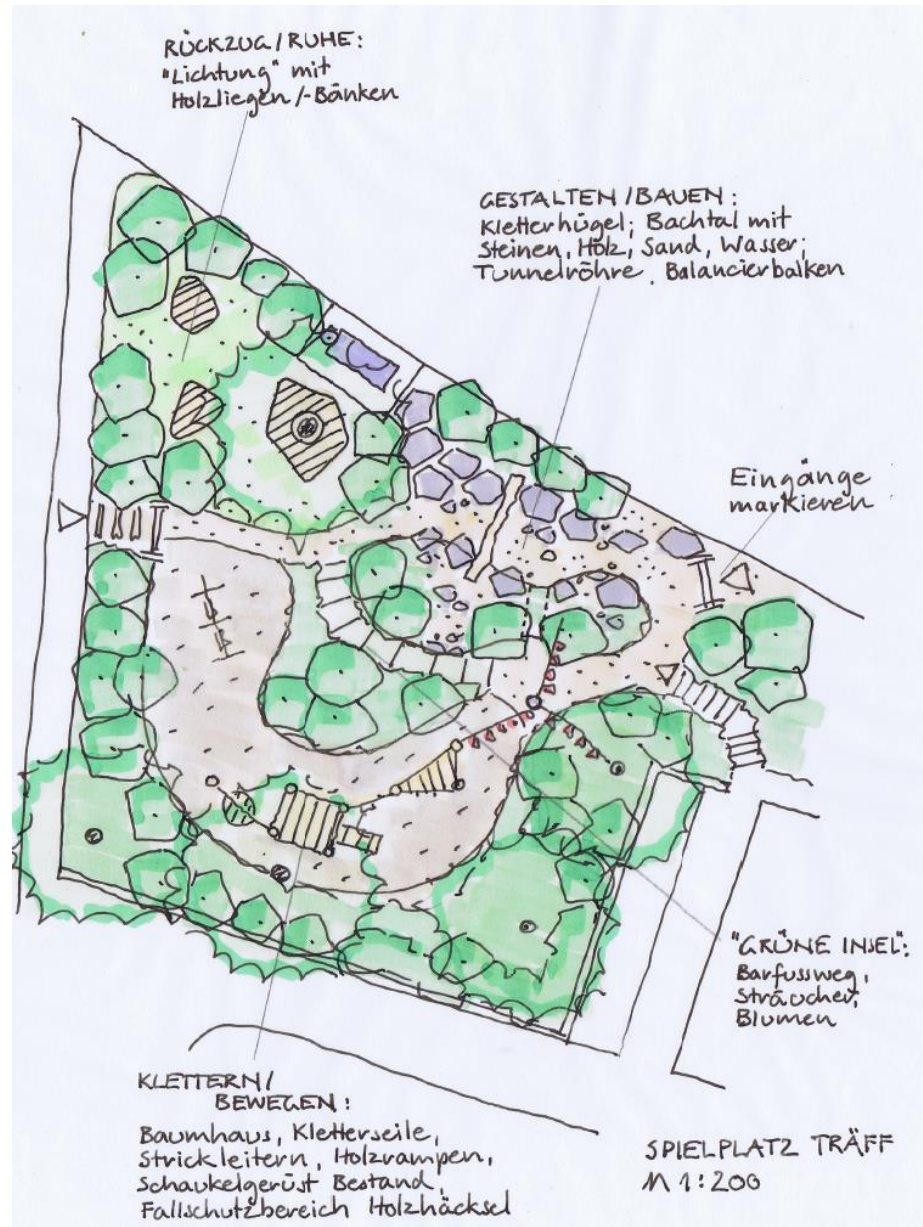 RÜCKZUG/RUHE:
"Lichtung" mit
Holzliegen/-Bänken
GESTALTEN/BAUEN:
Kletterhügel; Bachtal mit
Steinen, Holz, Sand, Wasser;
Tunnelröhre, Balancierbalken
Eingänge
markieren
"GRÜNE INSEL":
Barfussweg,
Sträucher,
Blumen
KLETTERN/
BEWEGEN:
Baumhaus, Kletterseile,
Strickleitern, Holzrampen,
Schaukelgerüst Bestand,
Fallschutzbereich Holzhäcksel
SPIELPLATZ TRÄFF
M 1:200